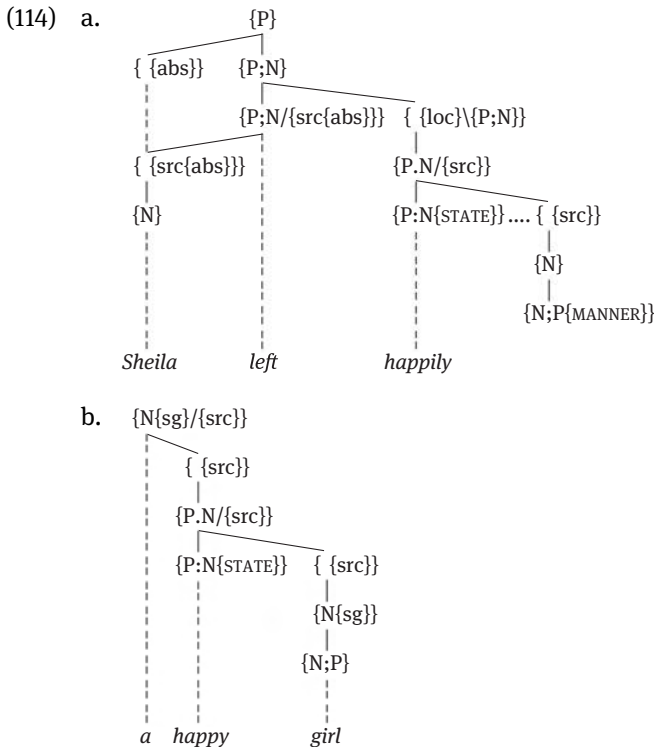 (114) a. {P}
{ {abs}} {P;N}
{P;N/{src{abs}}} { {loc}\{P;N}}
{ {src{abs}}} {P.N/{src}}
{N} {P:N{STATE}} .... { {src}}
{N}
{N;P{MANNER}}
Sheila left happily
b. {N{sg}/{src}}
{ {src}}
{P.N/{src}}
{P:N{STATE}} { {src}}
{N{sg}}
{N;P}
a happy girl